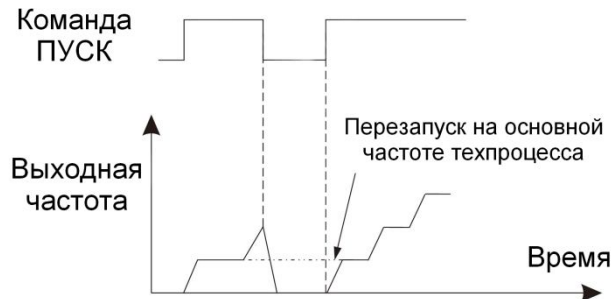 Команда
ПУСК
Перезапуск на основной
частоте техпроцесса
Выходная
частота
Время